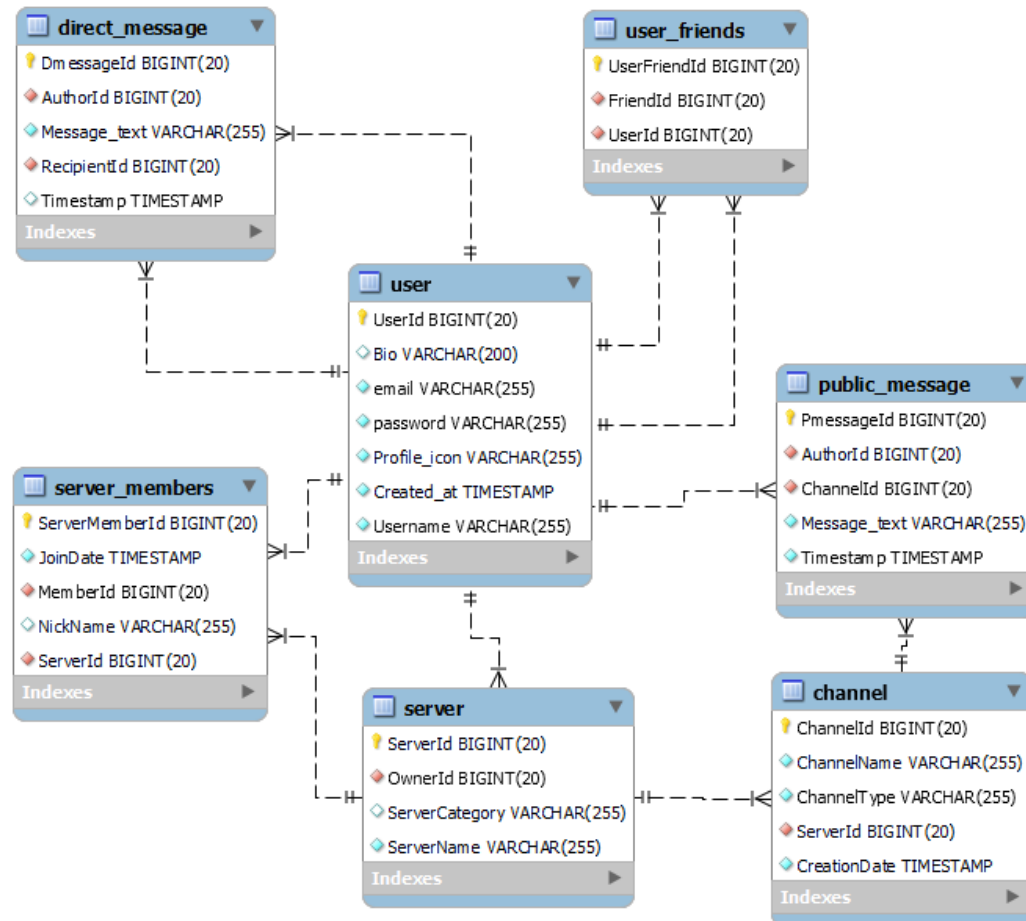 direct_message
DmessageId BIGINT(20)
AuthorId BIGINT(20)
Message_text VARCHAR(255)
RecipientId BIGINT(20)
Timestamp TIMESTAMP
Indexes
user_friends
UserFriendId BIGINT(20)
FriendId BIGINT(20)
UserId BIGINT(20)
Indexes
user
UserId BIGINT(20)
Bio VARCHAR(200)
email VARCHAR(255)
password VARCHAR(255)
Profile_icon VARCHAR(255)
Created_at TIMESTAMP
Username VARCHAR(255)
Indexes
public_message
PmessageId BIGINT(20)
AuthorId BIGINT(20)
ChannelId BIGINT(20)
Message_text VARCHAR(255)
Timestamp TIMESTAMP
Indexes
server_members
ServerMemberId BIGINT(20)
JoinDate TIMESTAMP
MemberId BIGINT(20)
NickName VARCHAR(255)
ServerId BIGINT(20)
Indexes
server
ServerId BIGINT(20)
OwnerId BIGINT(20)
ServerCategory VARCHAR(255)
ServerName VARCHAR(255)
Indexes
channel
ChannelId BIGINT(20)
ChannelName VARCHAR(255)
ChannelType VARCHAR(255)
ServerId BIGINT(20)
CreationDate TIMESTAMP
Indexes